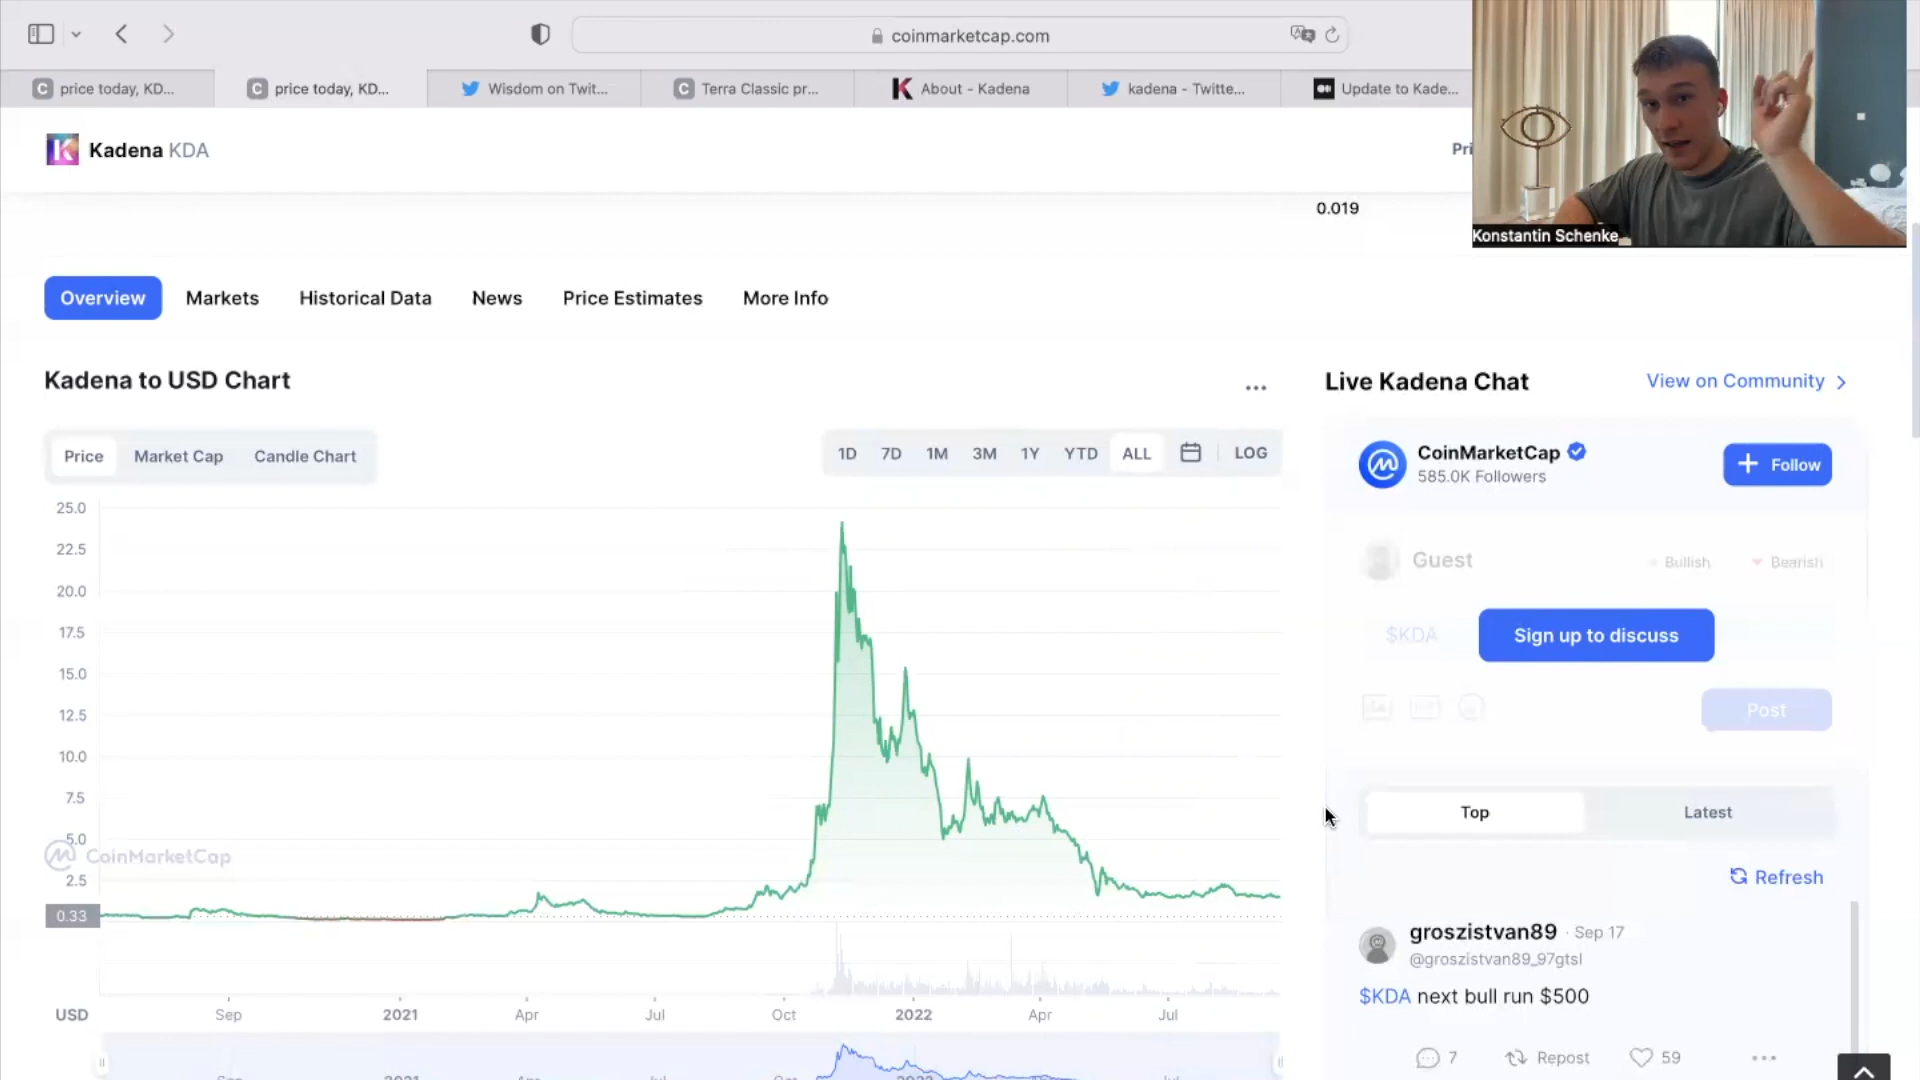 coinmarketcap.com
price today, KD...
price today, KD...
Wisdom on Twit...
Terra Classic pr...
About - Kadena
kadena - Twitte...
Update to Kade...
Kadena KDA
Pri
0.019
Konstantin Schenke
Overview
Markets
Historical Data
News
Price Estimates
More Info
Kadena to USD Chart
Live Kadena Chat
View on Community
Price
Market Cap
Candle Chart
1D
7D
1M
3M
1Y
YTD
ALL
LOG
CoinMarketCap
585.0K Followers
Follow
Guest
Bullish
Bearish
$KDA
Sign up to discuss
Post
Top
Latest
Refresh
groszistvan89 · Sep 17
@groszistvan89_97gtsl
$KDA next bull run $500
7
Repost
59
25.0
22.5
20.0
17.5
15.0
12.5
10.0
7.5
5.0
CoinMarketCap
2.5
0.33
USD
Sep
2021
Apr
Jul
Oct
2022
Apr
Jul